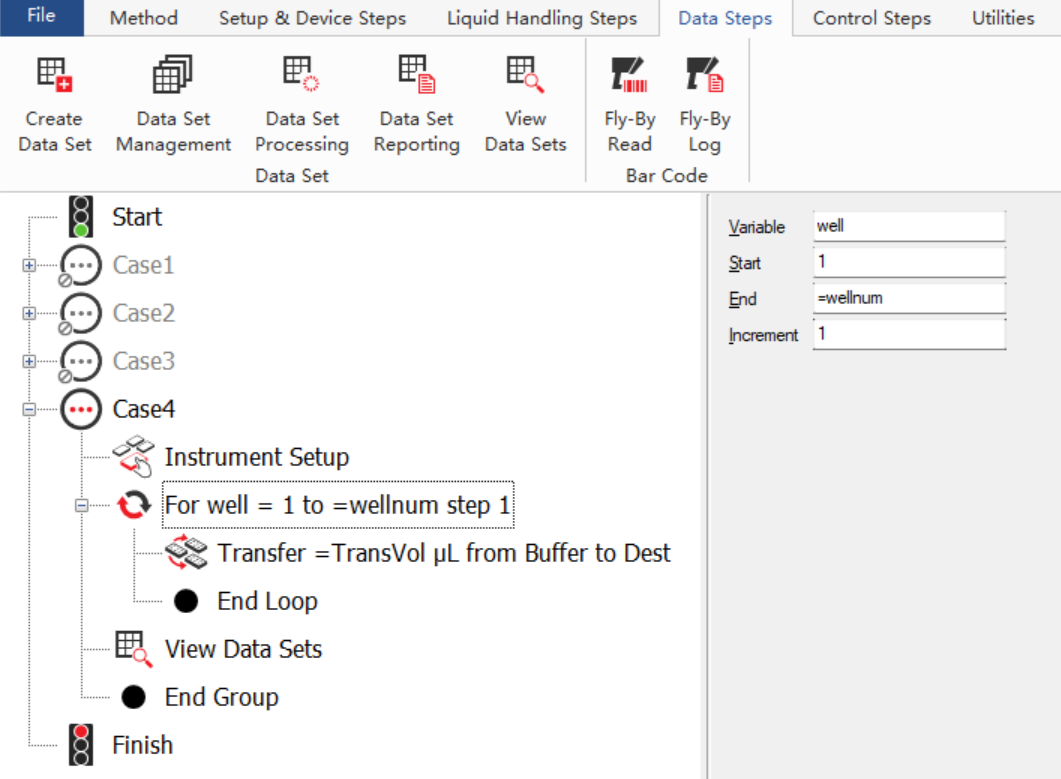 File Method Setup & Device Steps Liquid Handling Steps Data Steps Control Steps Utilities
Create Data Set
Data Set Management
Data Set Processing
Data Set Reporting
View Data Sets
Fly-By Read
Fly-By Log
Data Set
Bar Code
Start
Case1
Case2
Case3
Case4
Instrument Setup
For well = 1 to =wellnum step 1
Transfer =TransVol µL from Buffer to Dest
End Loop
View Data Sets
End Group
Finish
Variable well
Start 1
End =wellnum
Increment 1